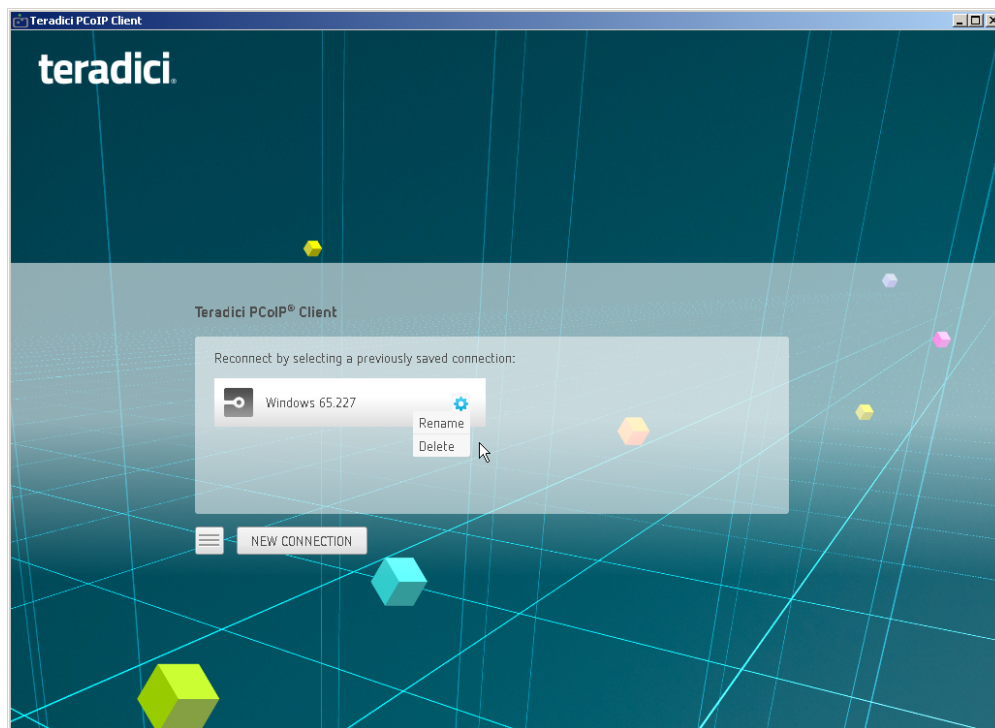 Teradici PCoIP Client
teradici.
Teradici PCoIP® Client
Reconnect by selecting a previously saved connection:
Windows 65.227
Rename
Delete
NEW CONNECTION